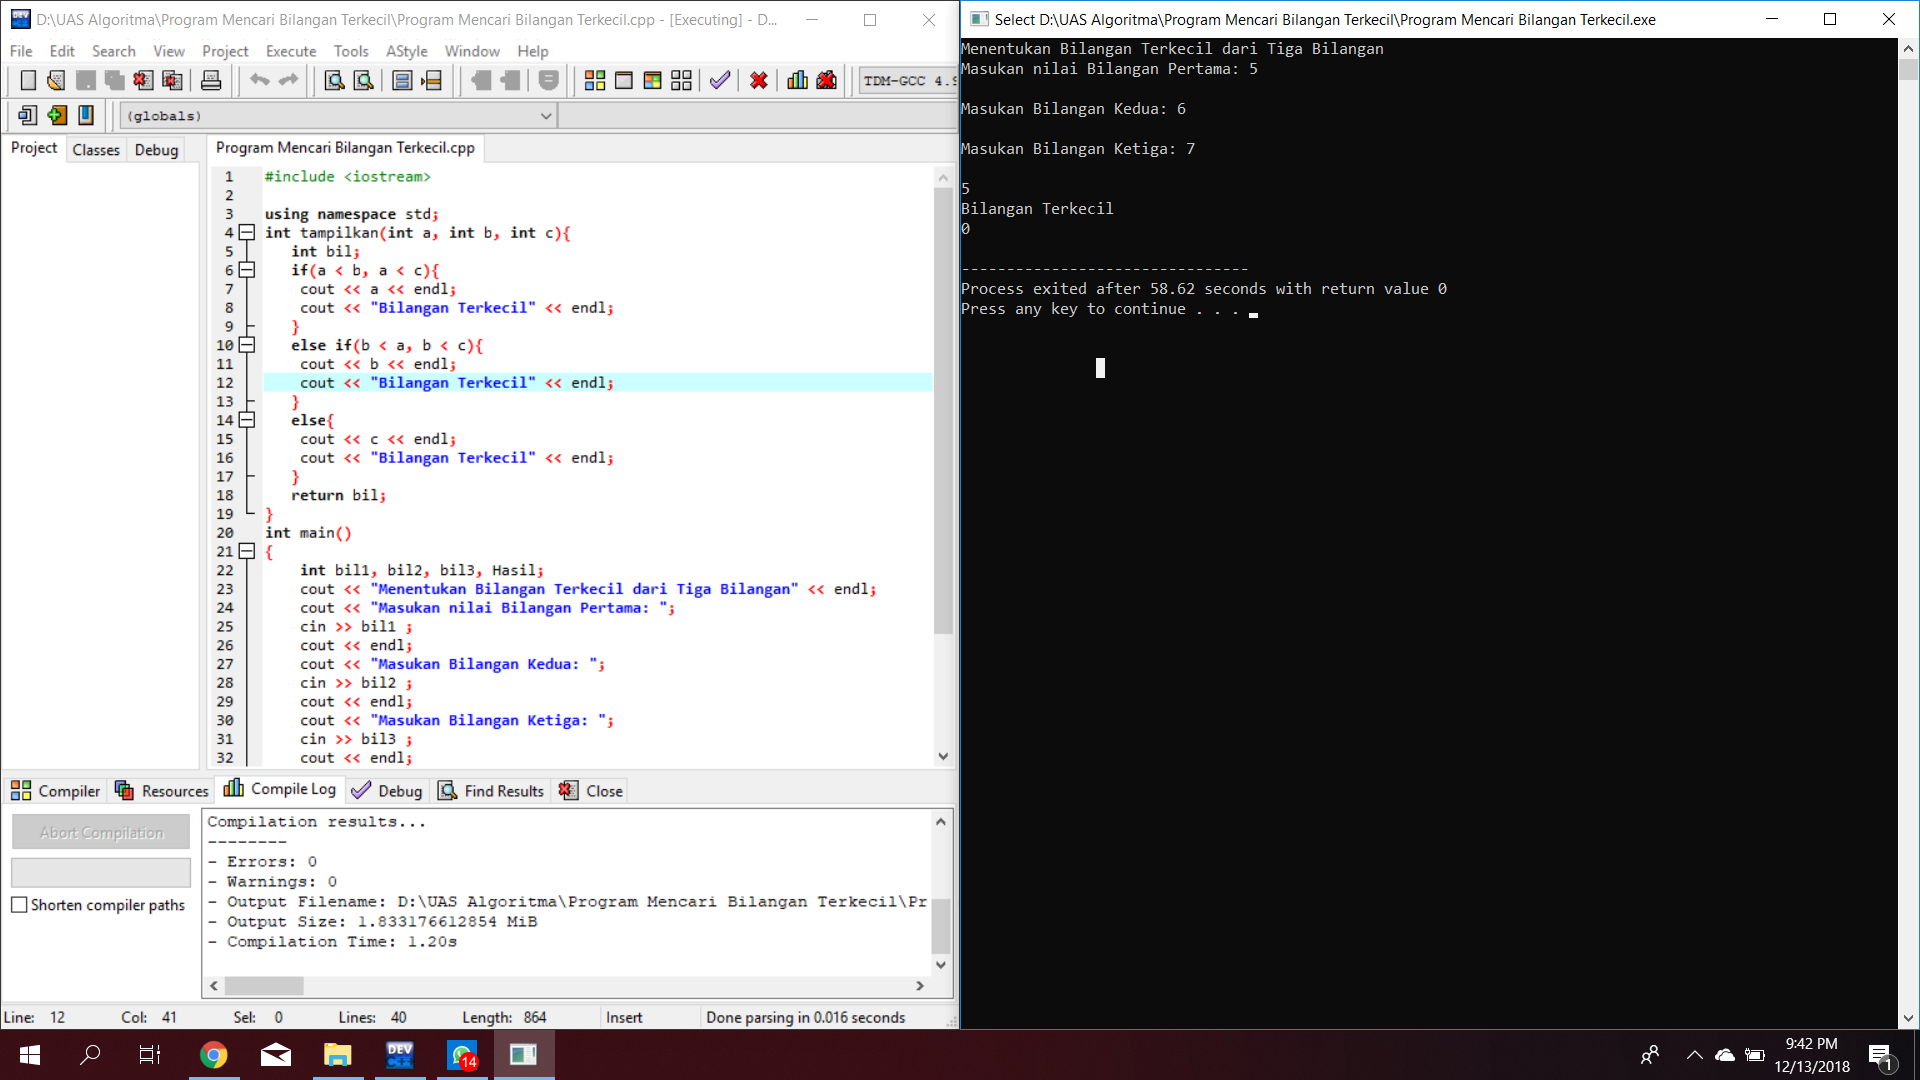 D:\UAS Algoritma\Program Mencari Bilangan Terkecil\Program Mencari Bilangan Terkecil.cpp - [Executing] - D...
File Edit Search View Project Execute Tools AStyle Window Help
TDM-GCC 4.9
(globals)
Project Classes Debug
Program Mencari Bilangan Terkecil.cpp
1 #include <iostream>
2
3 using namespace std;
4 int tampilkan(int a, int b, int c){
5 int bil;
6 if(a < b, a < c){
7 cout << a << endl;
8 cout << "Bilangan Terkecil" << endl;
9 }
10 else if(b < a, b < c){
11 cout << b << endl;
12 cout << "Bilangan Terkecil" << endl;
13 }
14 else{
15 cout << c << endl;
16 cout << "Bilangan Terkecil" << endl;
17 }
18 return bil;
19 }
20 int main()
21 {
22 int bil1, bil2, bil3, Hasil;
23 cout << "Menentukan Bilangan Terkecil dari Tiga Bilangan" << endl;
24 cout << "Masukan nilai Bilangan Pertama: ";
25 cin >> bil1 ;
26 cout << endl;
27 cout << "Masukan Bilangan Kedua: ";
28 cin >> bil2 ;
29 cout << endl;
30 cout << "Masukan Bilangan Ketiga: ";
31 cin >> bil3 ;
32 cout << endl;
Compiler Resources Compile Log Debug Find Results Close
Abort Compilation
Shorten compiler paths
Compilation results...
--------
- Errors: 0
- Warnings: 0
- Output Filename: D:\UAS Algoritma\Program Mencari Bilangan Terkecil\Pr
- Output Size: 1.833176612854 MiB
- Compilation Time: 1.20s
Line: 12 Col: 41 Sel: 0 Lines: 40 Length: 864 Insert Done parsing in 0.016 seconds
Select D:\UAS Algoritma\Program Mencari Bilangan Terkecil\Program Mencari Bilangan Terkecil.exe
Menentukan Bilangan Terkecil dari Tiga Bilangan
Masukan nilai Bilangan Pertama: 5
Masukan Bilangan Kedua: 6
Masukan Bilangan Ketiga: 7
5
Bilangan Terkecil
0
--------------------------------
Process exited after 58.62 seconds with return value 0
Press any key to continue . . .
DEV
C++
14
9:42 PM
12/13/2018
1